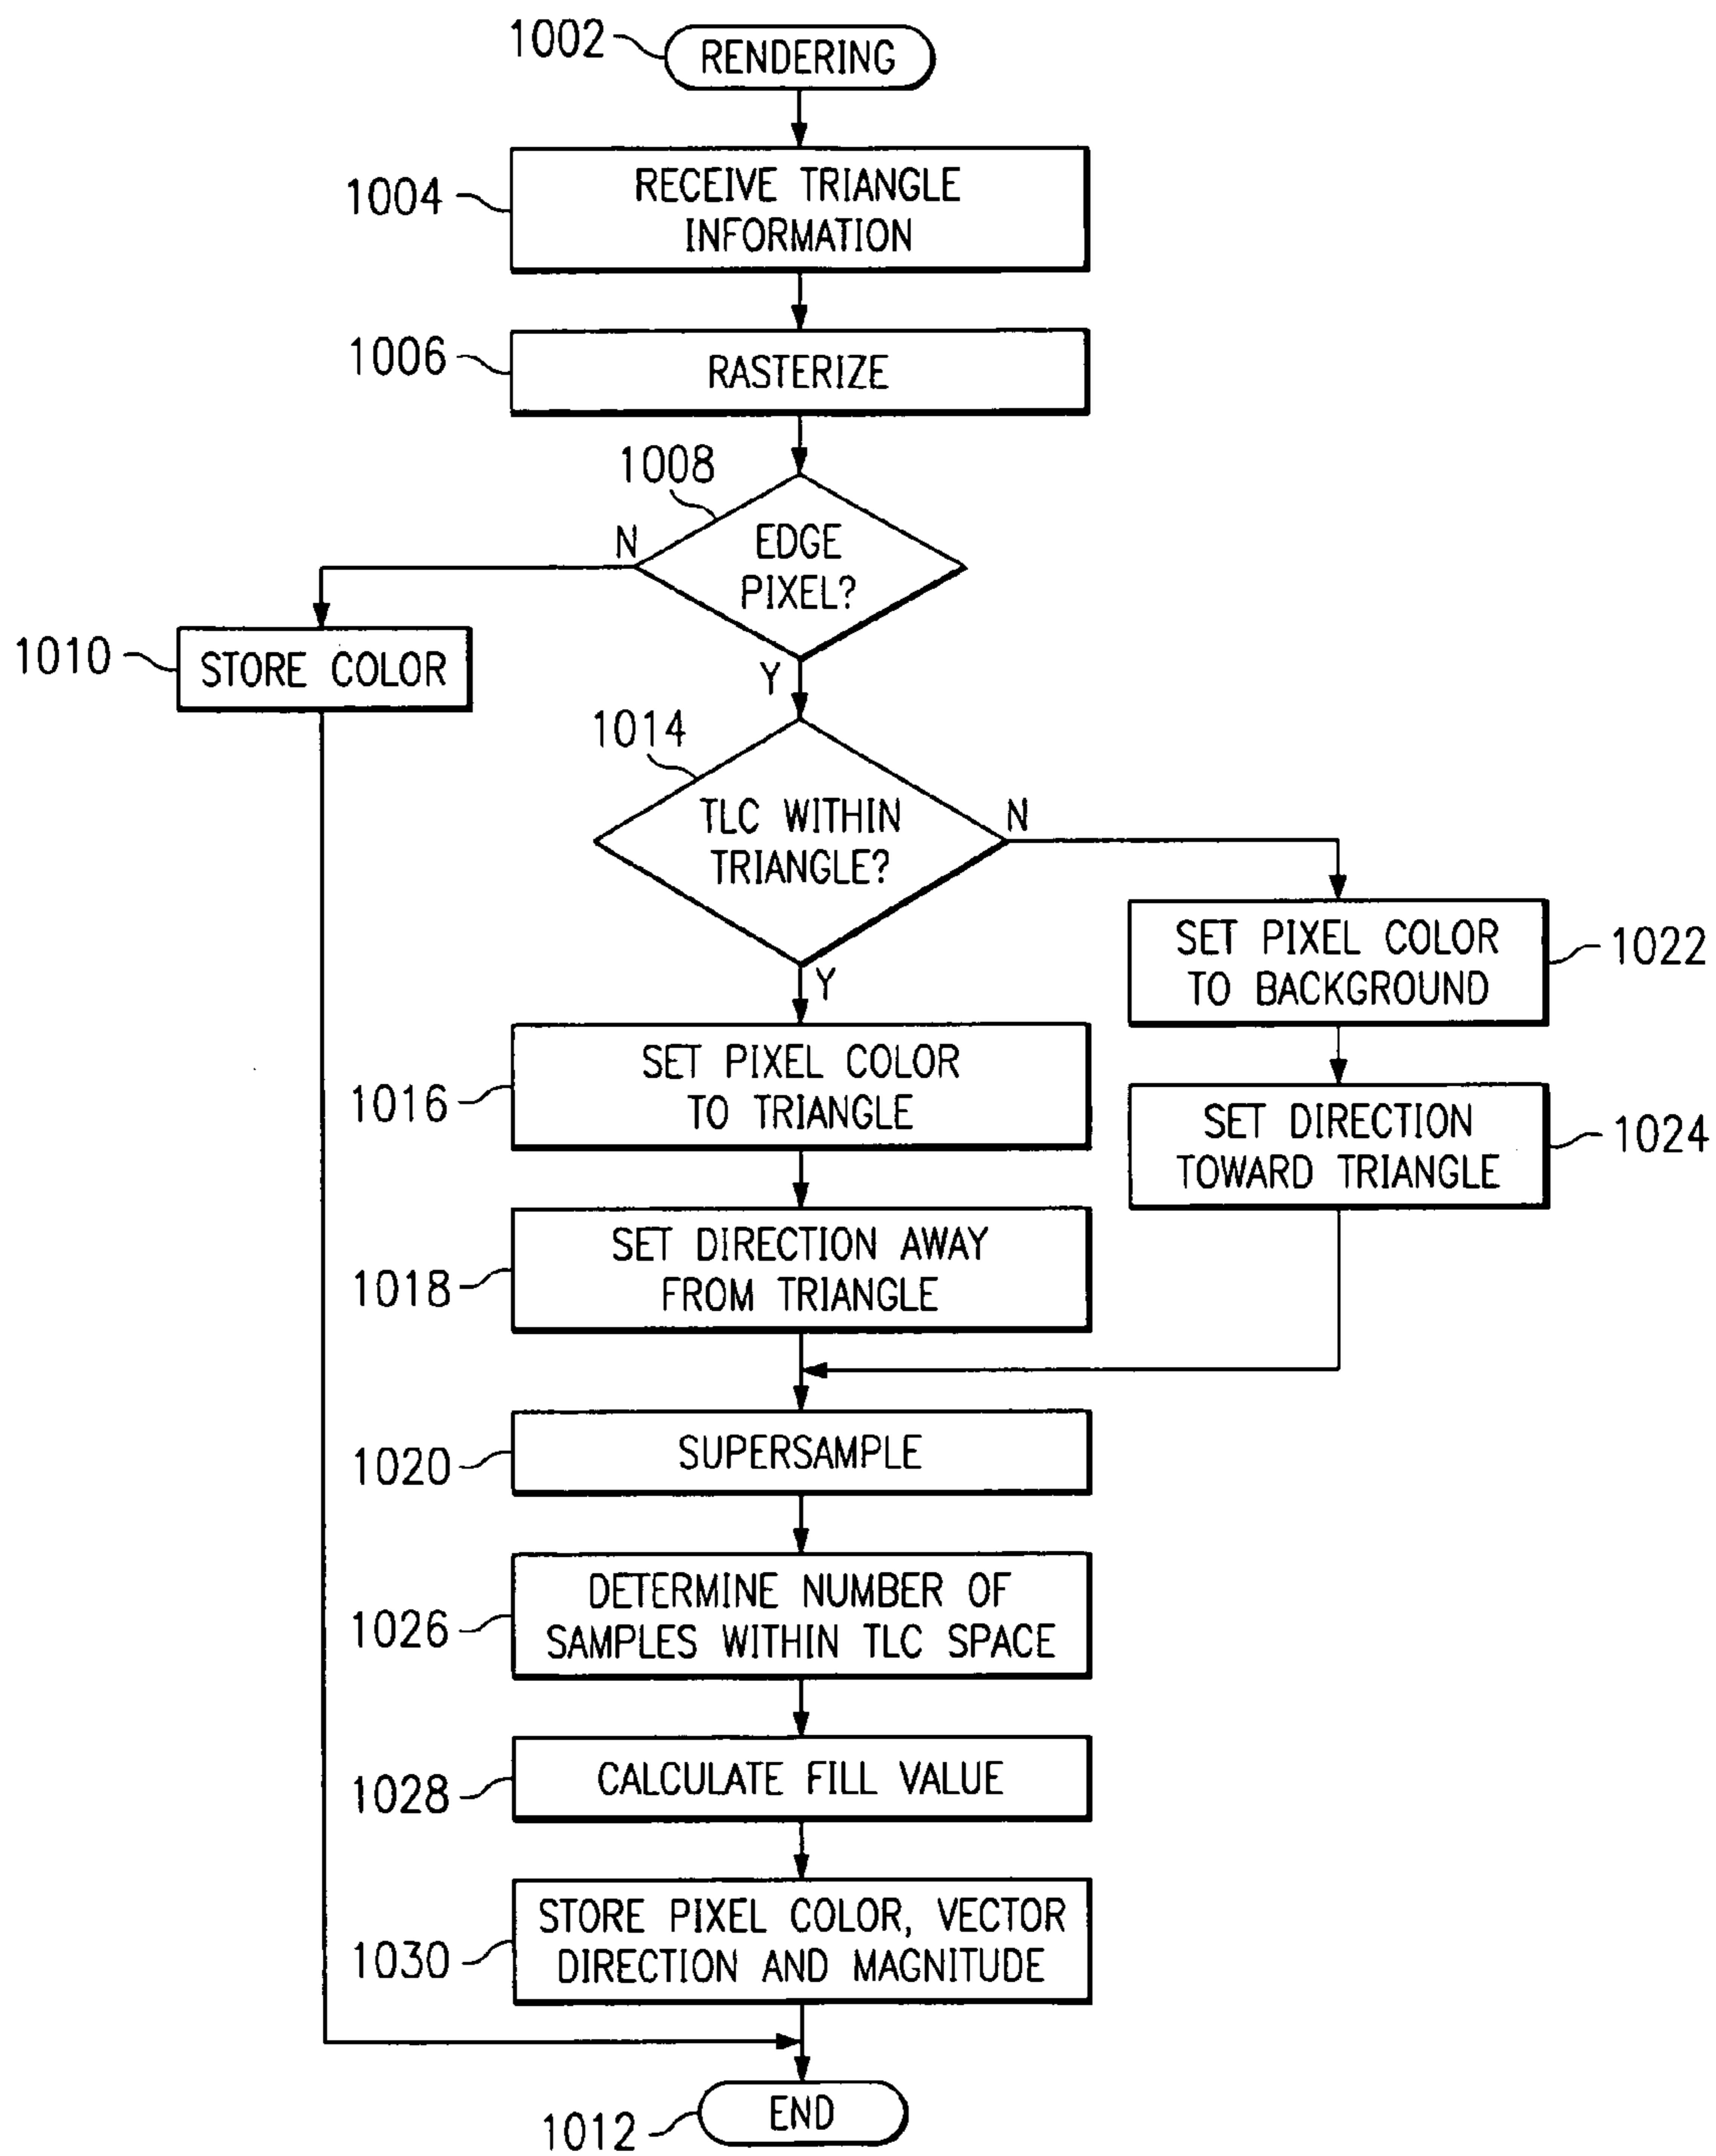 1002
RENDERING
1004
RECEIVE TRIANGLE
INFORMATION
1006
RASTERIZE
1008
EDGE
PIXEL?
N
Y
1010
STORE COLOR
1014
TLC WITHIN
TRIANGLE?
N
Y
SET PIXEL COLOR
TO BACKGROUND
1022
1016
SET PIXEL COLOR
TO TRIANGLE
SET DIRECTION
TOWARD TRIANGLE
1024
1018
SET DIRECTION AWAY
FROM TRIANGLE
1020
SUPERSAMPLE
1026
DETERMINE NUMBER OF
SAMPLES WITHIN TLC SPACE
1028
CALCULATE FILL VALUE
1030
STORE PIXEL COLOR, VECTOR
DIRECTION AND MAGNITUDE
1012
END